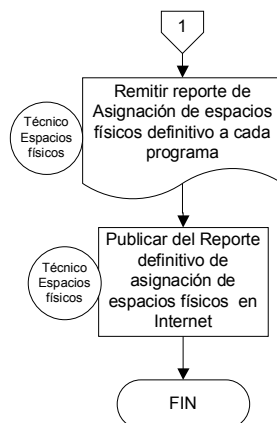 1
Remitir reporte de
Asignación de espacios
físicos definitivo a cada
programa
Técnico
Espacios
físicos
Publicar del Reporte
definitivo de
asignación de
espacios físicos en
Internet
Técnico
Espacios
físicos
FIN